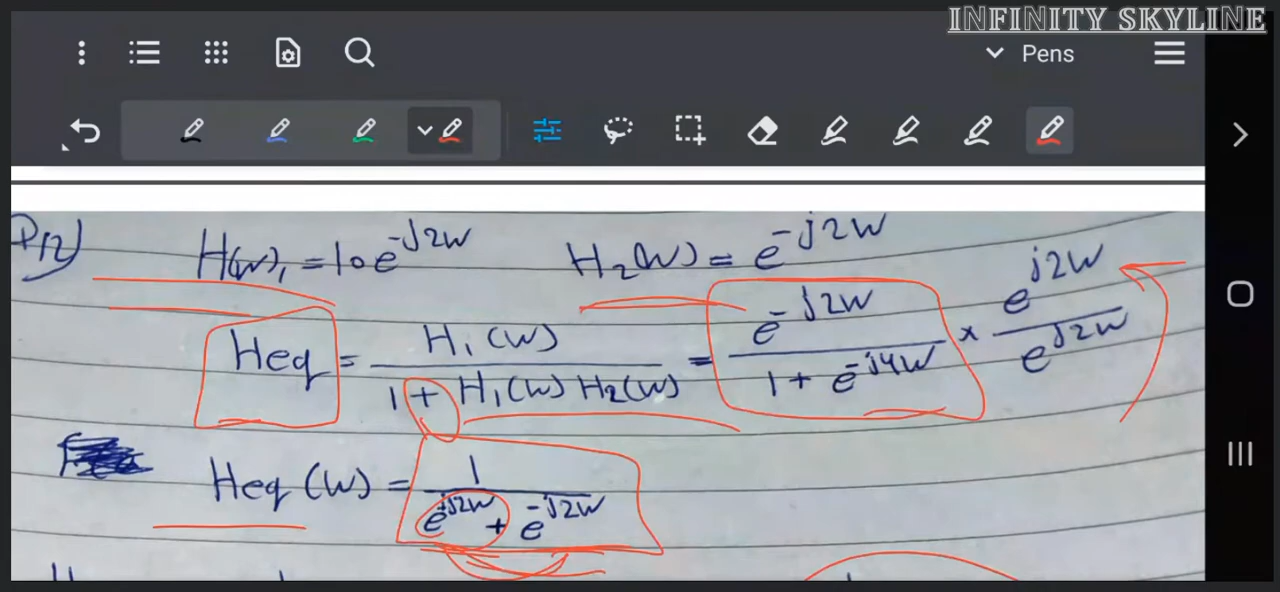 INFINITY SKYLINE
Pens
P12) H(w)₁ = 10e^-j2w H₂(w) = e^-j2w
Heq = H₁(w) / 1 + H₁(w) H₂(w) = e^-j2w / 1 + e^-j4w × e^j2w / e^j2w
Heq (w) = 1 / e^j2w + e^-j2w